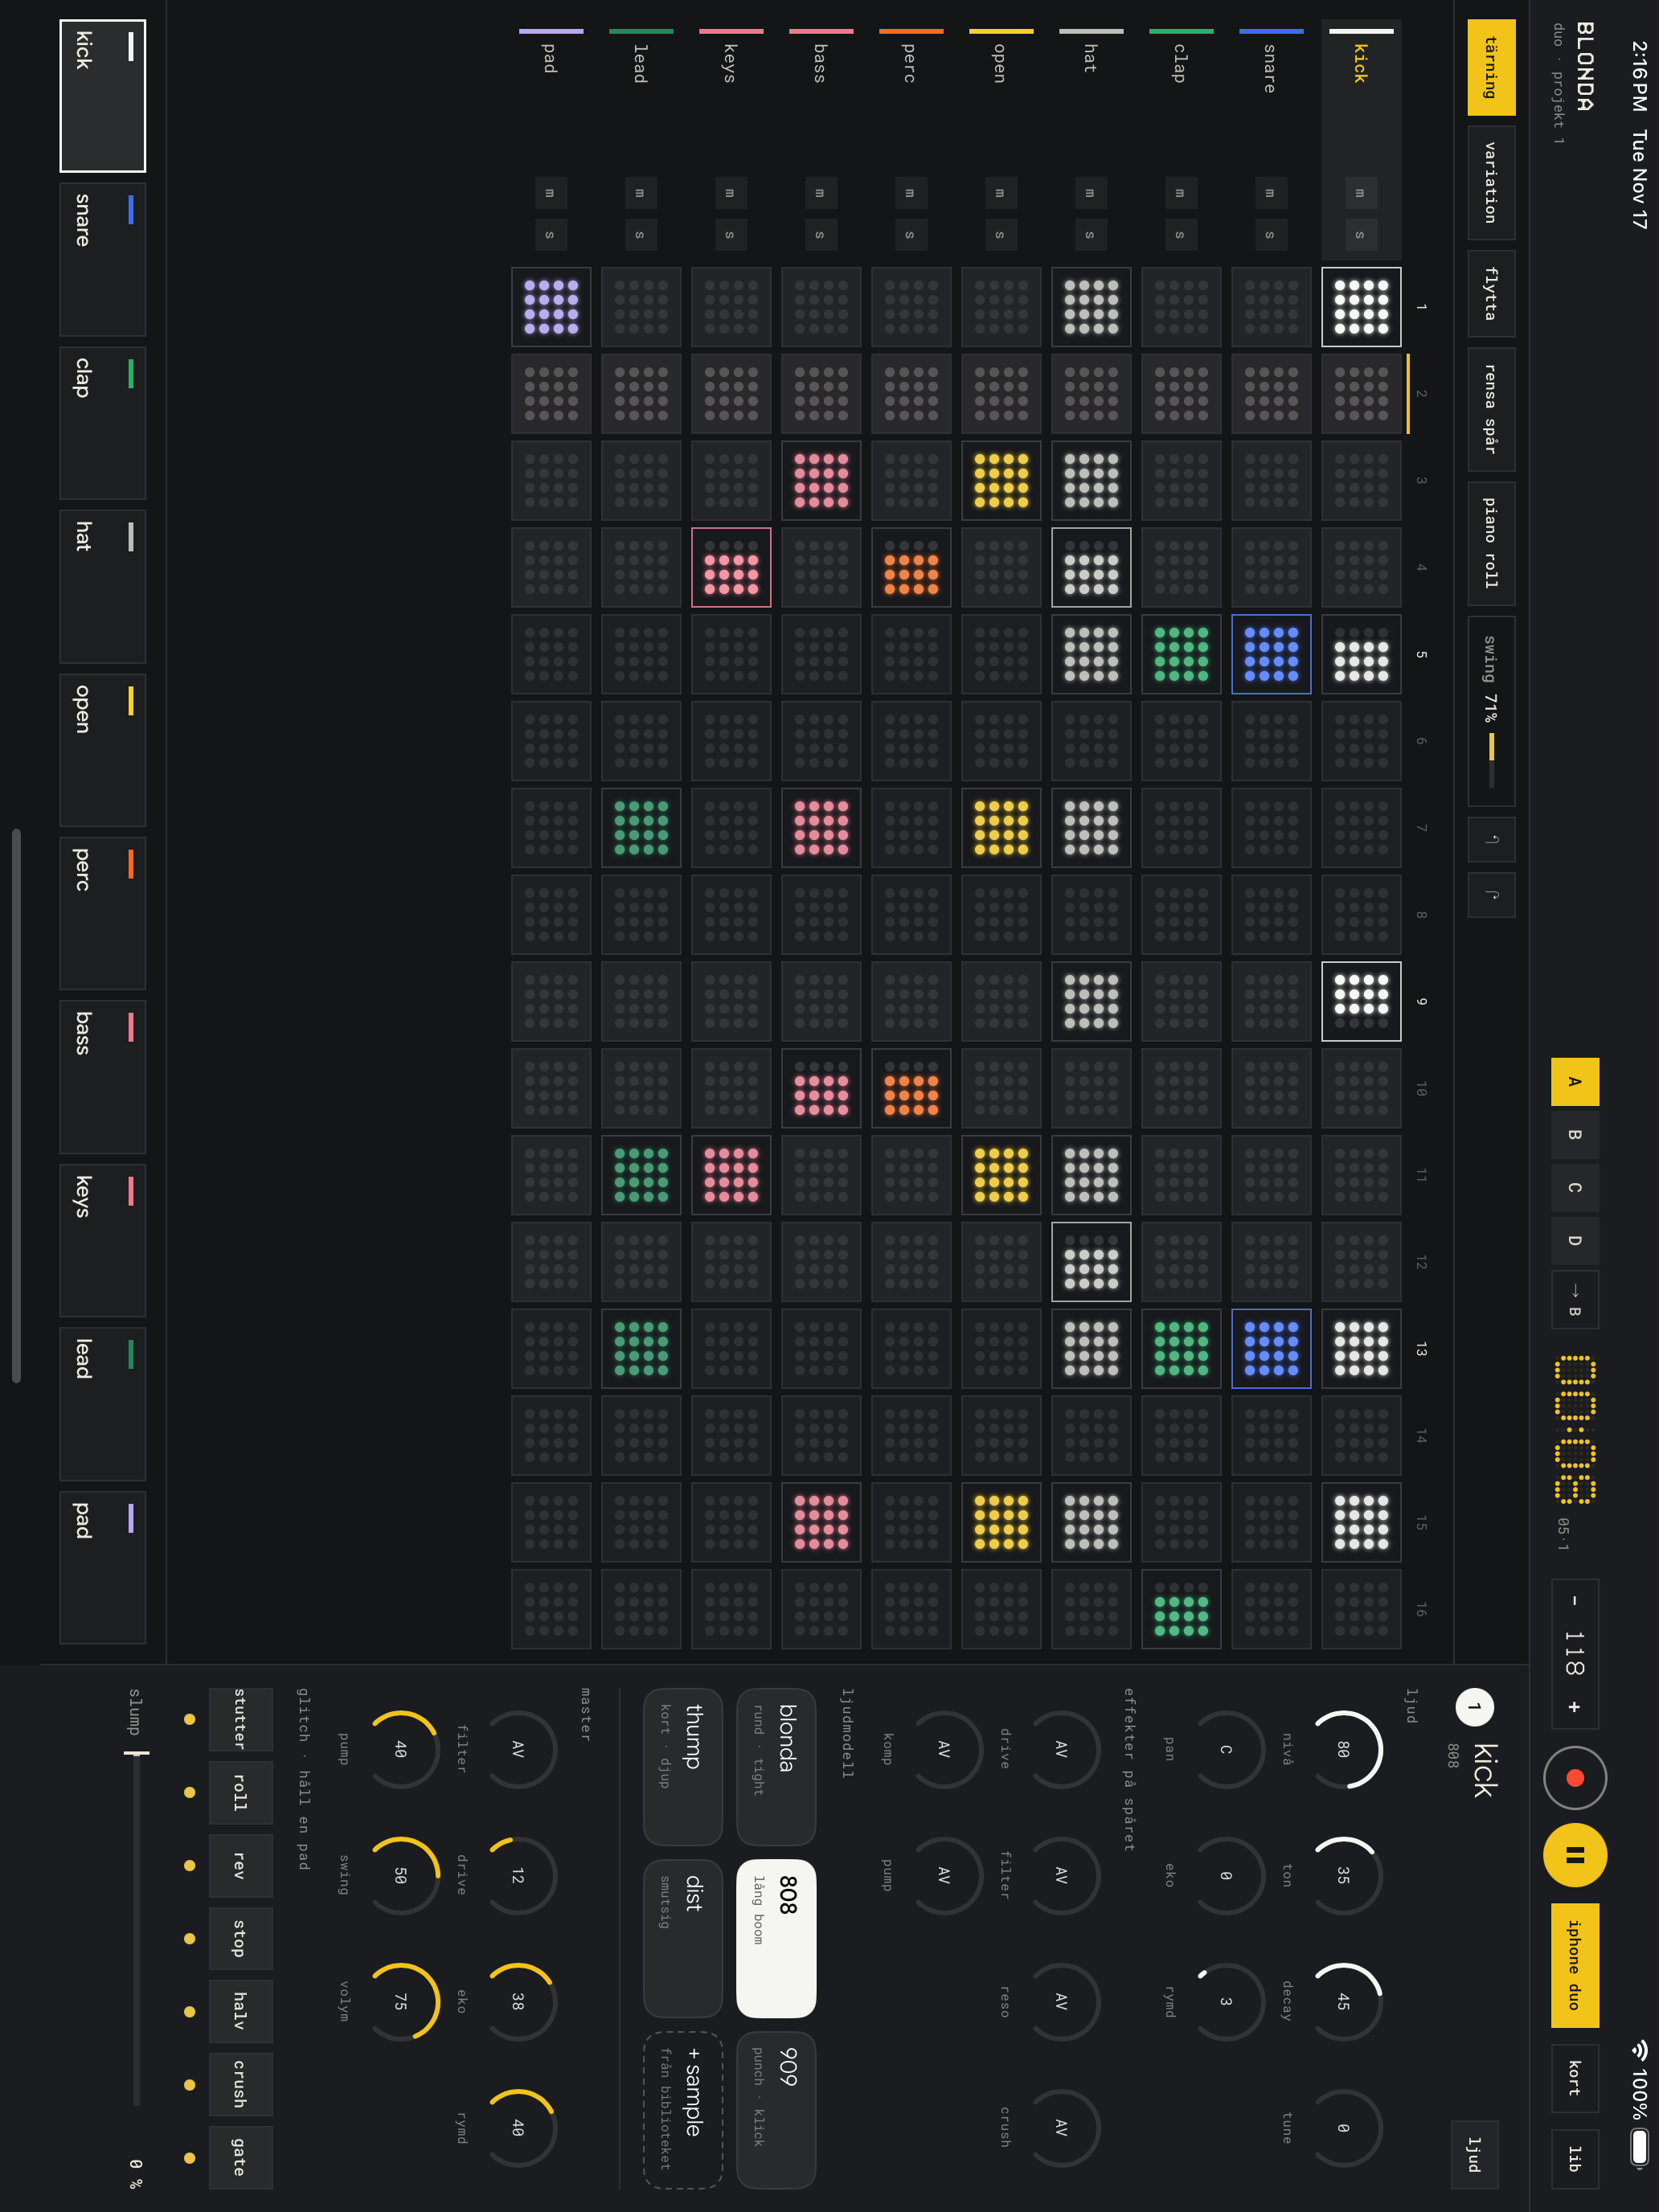 2:16 PM Tue Nov 17
100%
BLONDA
duo · projekt 1
A B C D → B
00:09 05·1
− 118 +
iphone duo kort lib
tärning variation flytta rensa spår piano roll swing 71%
1 2 3 4 5 6 7 8 9 10 11 12 13 14 15 16
kick m s
snare m s
clap m s
hat m s
open m s
perc m s
bass m s
keys m s
lead m s
pad m s
kick snare clap hat open perc bass keys lead pad
1 kick ljud
808
ljud
80 35 45 0
nivå ton decay tune
C 0 3
pan eko rymd
effekter på spåret
AV AV AV AV
drive filter reso crush
AV AV
komp pump
ljudmodell
blonda 808 909
rund · tight lång boom punch · klick
thump dist + sample
kort · djup smutsig från biblioteket
master
AV 12 38 40
filter drive eko rymd
40 50 75
pump swing volym
glitch · håll en pad
stutter roll rev stop halv crush gate
slump 0 %